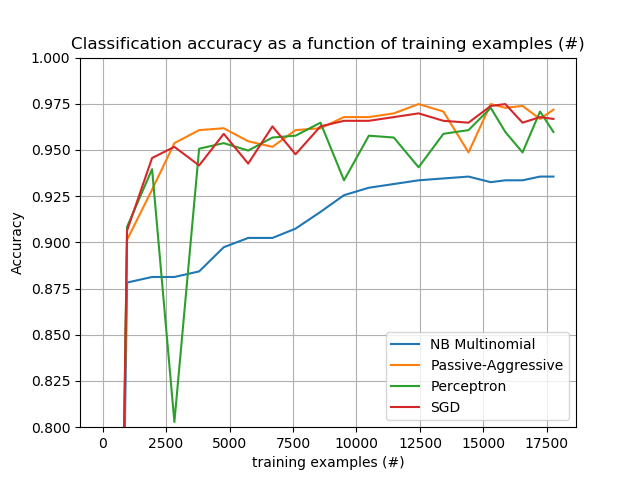 Classification accuracy as a function of training examples (#)
1.000
0.975
0.950
0.925
0.900
0.875
0.850
0.825
0.800
Accuracy
NB Multinomial
Passive-Aggressive
Perceptron
SGD
0 2500 5000 7500 10000 12500 15000 17500
training examples (#)